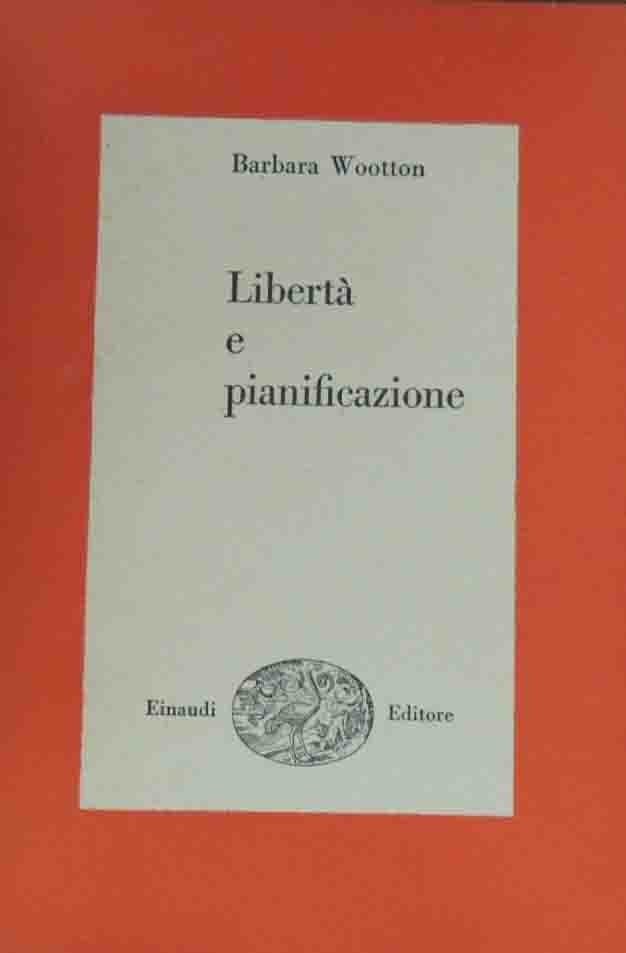 Barbara Wootton
Libertà
e
pianificazione
Einaudi Editore